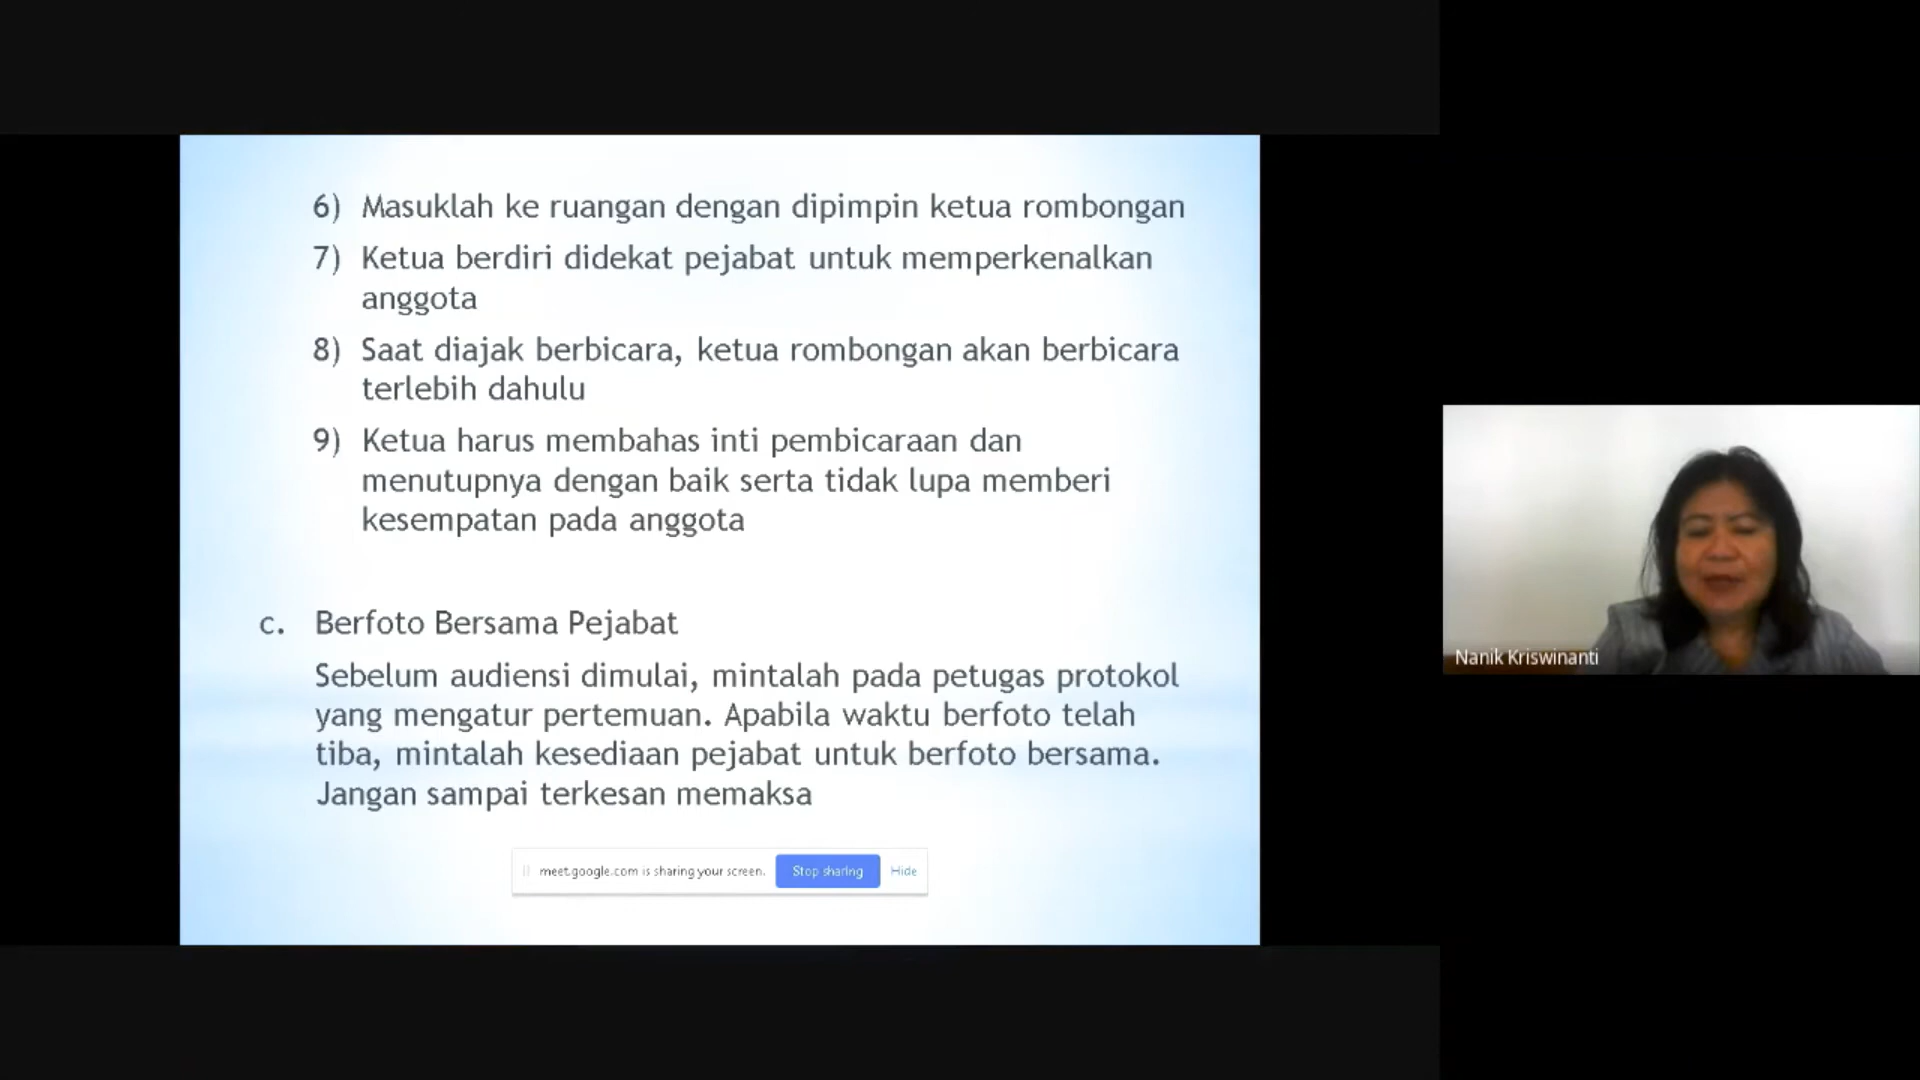 6) Masuklah ke ruangan dengan dipimpin ketua rombongan
7) Ketua berdiri didekat pejabat untuk memperkenalkan
anggota
8) Saat diajak berbicara, ketua rombongan akan berbicara
terlebih dahulu
9) Ketua harus membahas inti pembicaraan dan
menutupnya dengan baik serta tidak lupa memberi
kesempatan pada anggota
c. Berfoto Bersama Pejabat
Sebelum audiensi dimulai, mintalah pada petugas protokol
yang mengatur pertemuan. Apabila waktu berfoto telah
tiba, mintalah kesediaan pejabat untuk berfoto bersama.
Jangan sampai terkesan memaksa
meet.google.com is sharing your screen. Stop sharing Hide
Nanik Kriswinanti